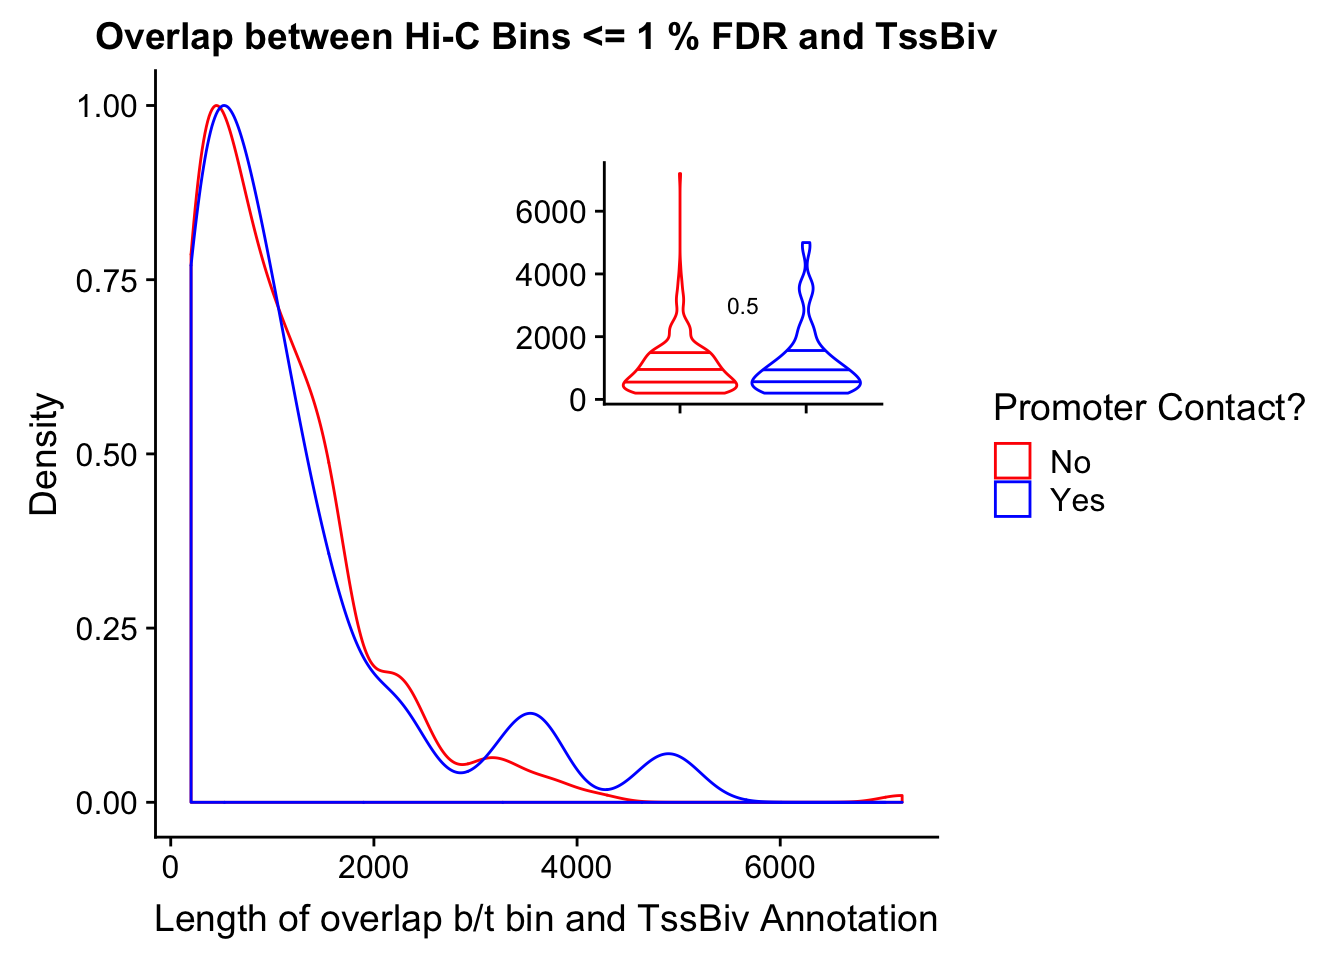 Overlap between Hi-C Bins <= 1 % FDR and TssBiv
1.00
0.75
0.50
0.25
0.00
Density
0
2000
4000
6000
Length of overlap b/t bin and TssBiv Annotation
6000
4000
2000
0
0.5
Promoter Contact?
No
Yes